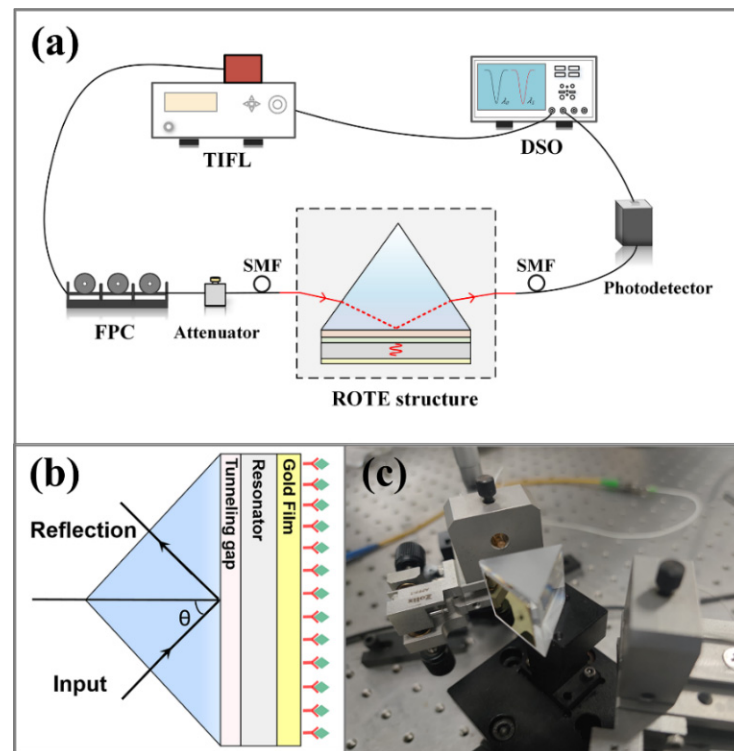 (a)
TIFL
DSO
SMF
SMF
FPC
Attenuator
Photodetector
ROTE structure
(b)
Reflection
θ
Input
Tunneling gap
Resonator
Gold Film
(c)